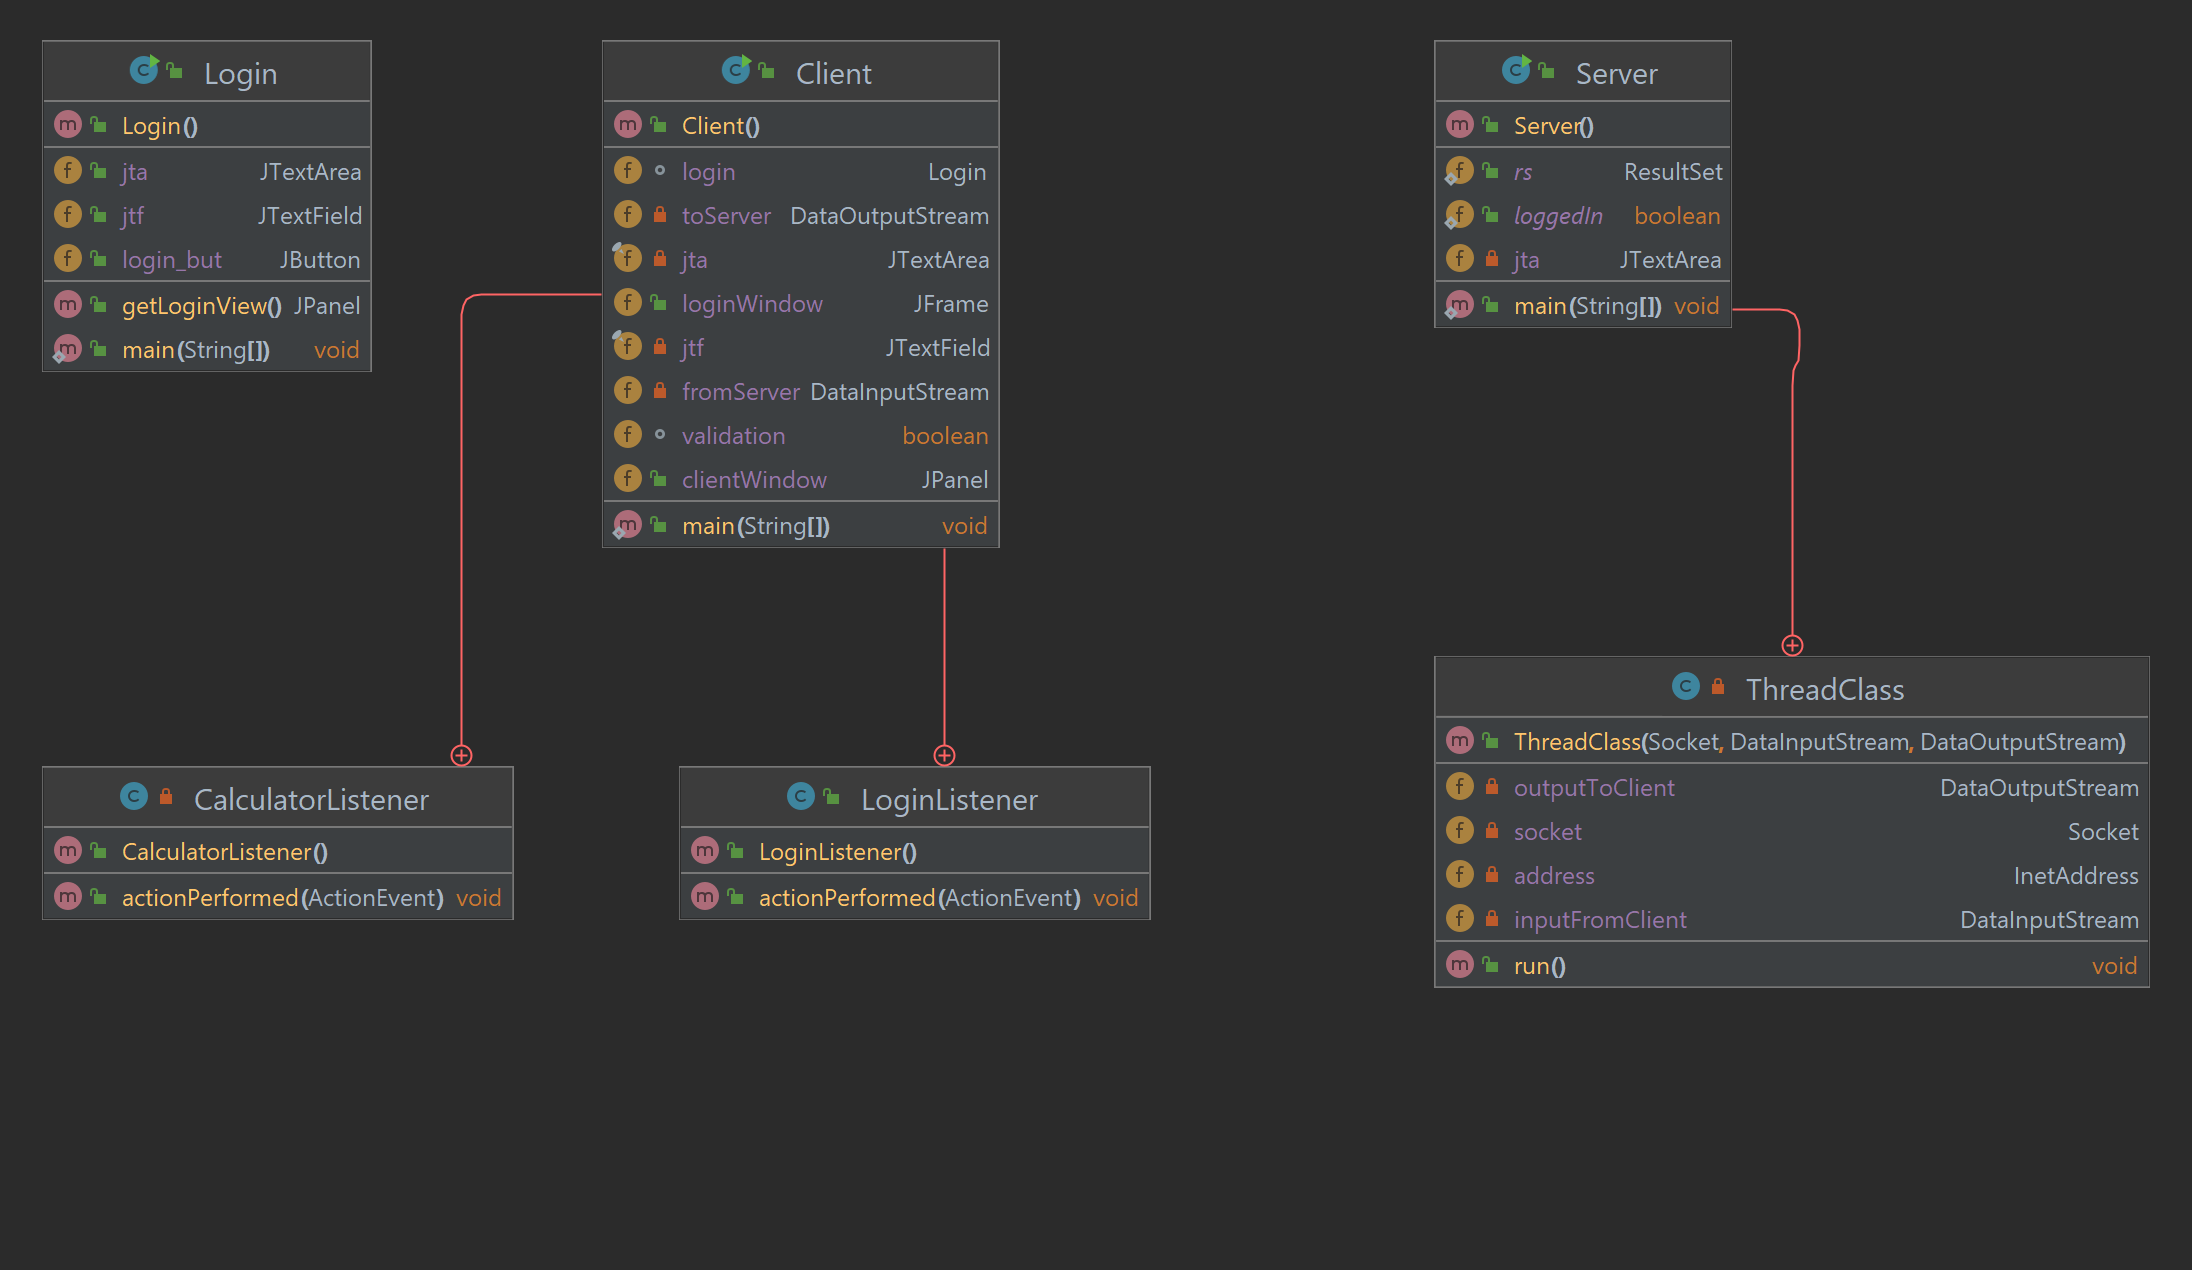 Login
Login()
jta JTextArea
jtf JTextField
login_but JButton
getLoginView() JPanel
main(String[]) void
Client
Client()
login Login
toServer DataOutputStream
jta JTextArea
loginWindow JFrame
jtf JTextField
fromServer DataInputStream
validation boolean
clientWindow JPanel
main(String[]) void
Server
Server()
rs ResultSet
loggedIn boolean
jta JTextArea
main(String[]) void
CalculatorListener
CalculatorListener()
actionPerformed(ActionEvent) void
LoginListener
LoginListener()
actionPerformed(ActionEvent) void
ThreadClass
ThreadClass(Socket, DataInputStream, DataOutputStream)
outputToClient DataOutputStream
socket Socket
address InetAddress
inputFromClient DataInputStream
run() void